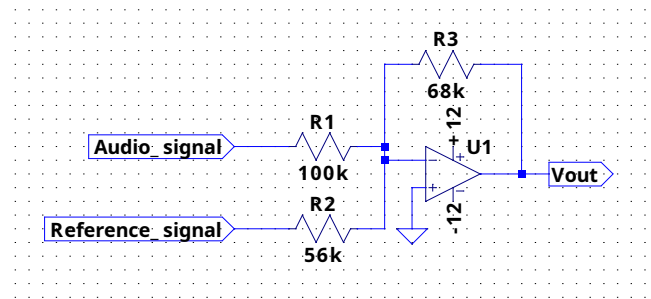 R3
68k
+12
R1
U1
Audio_signal
100k
Vout
R2
-12
Reference_signal
56k